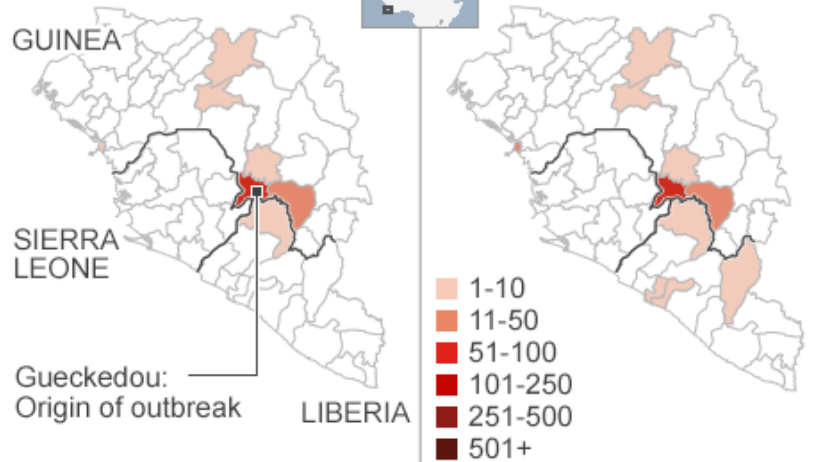 GUINEA
SIERRA
LEONE
Gueckedou:
Origin of outbreak
LIBERIA
1-10
11-50
51-100
101-250
251-500
501+